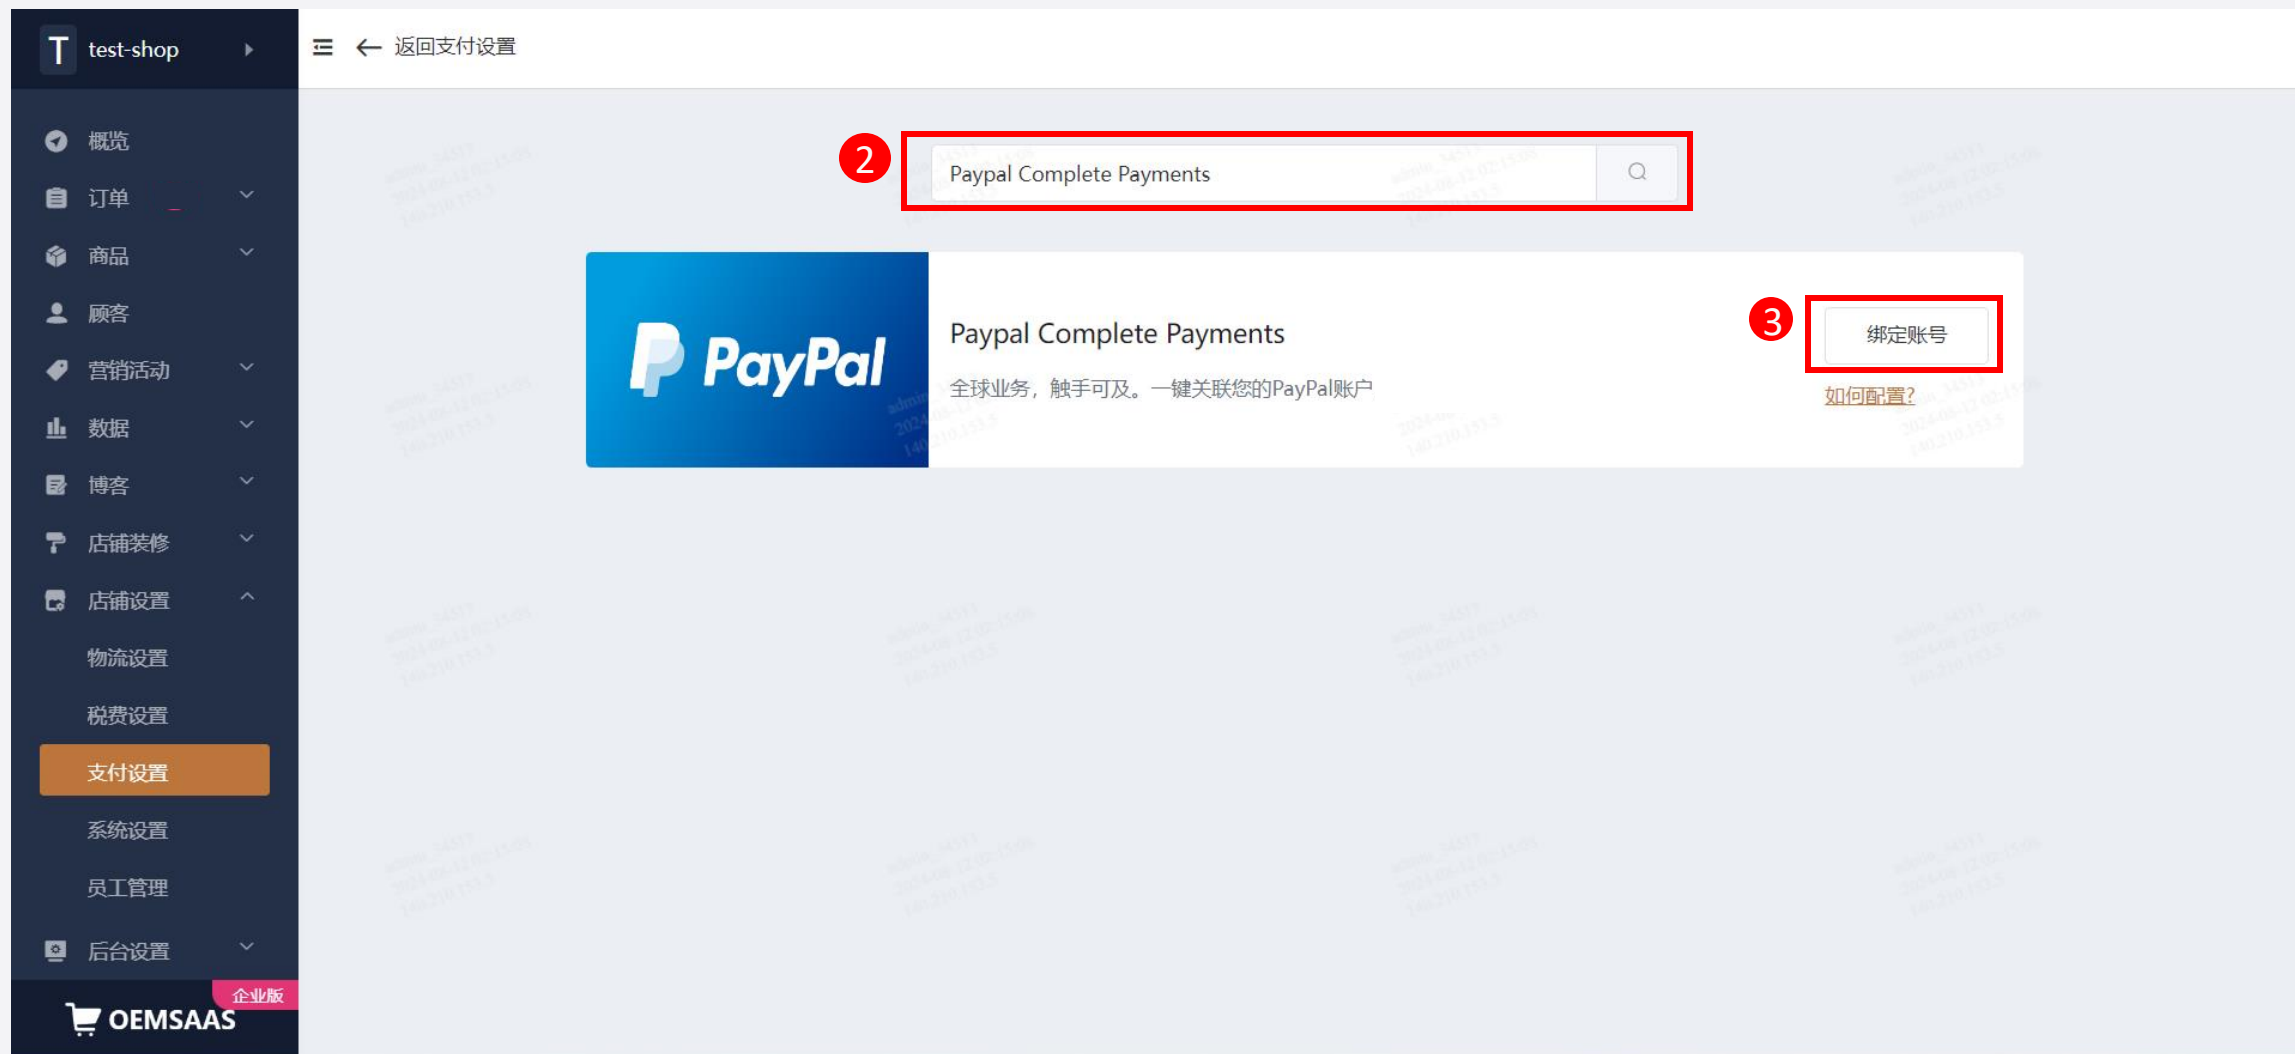 T test-shop
返回支付设置
概览
订单
商品
顾客
营销活动
数据
博客
店铺装修
店铺设置
物流设置
税费设置
支付设置
系统设置
员工管理
后台设置
企业版
OEMSAAS
2
Paypal Complete Payments
PayPal
Paypal Complete Payments
全球业务，触手可及。一键关联您的PayPal账户
3
绑定账号
如何配置?